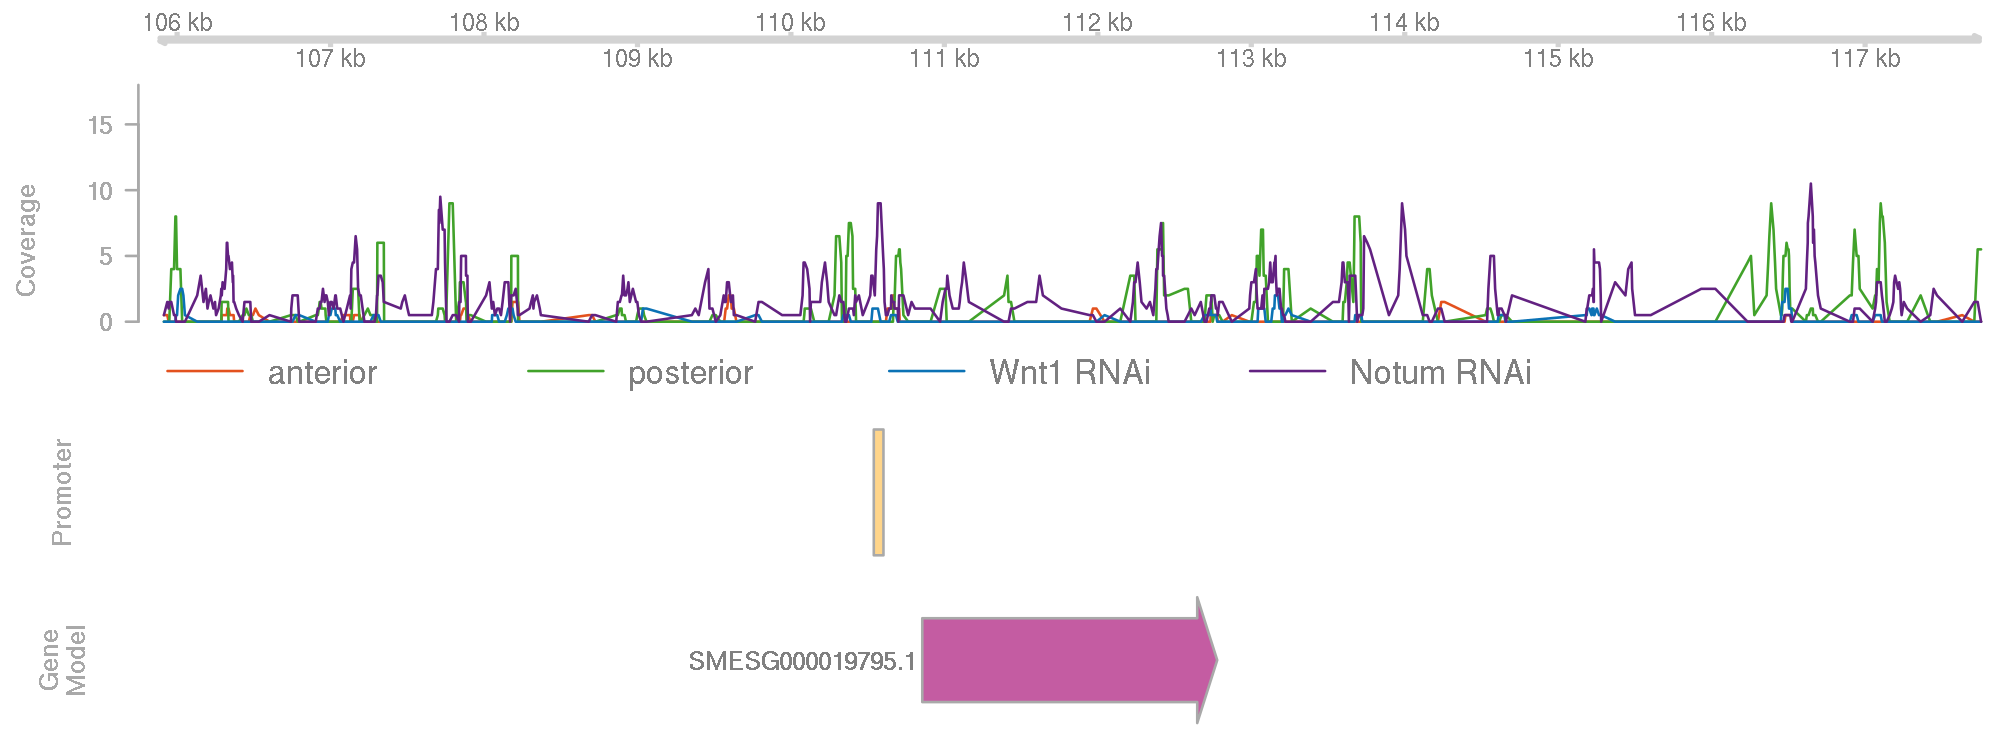 106 kb 108 kb 110 kb 112 kb 114 kb 116 kb
107 kb 109 kb 111 kb 113 kb 115 kb 117 kb
Coverage
15
10
5
0
anterior posterior Wnt1 RNAi Notum RNAi
Promoter
Gene
Model
SMESG000019795.1